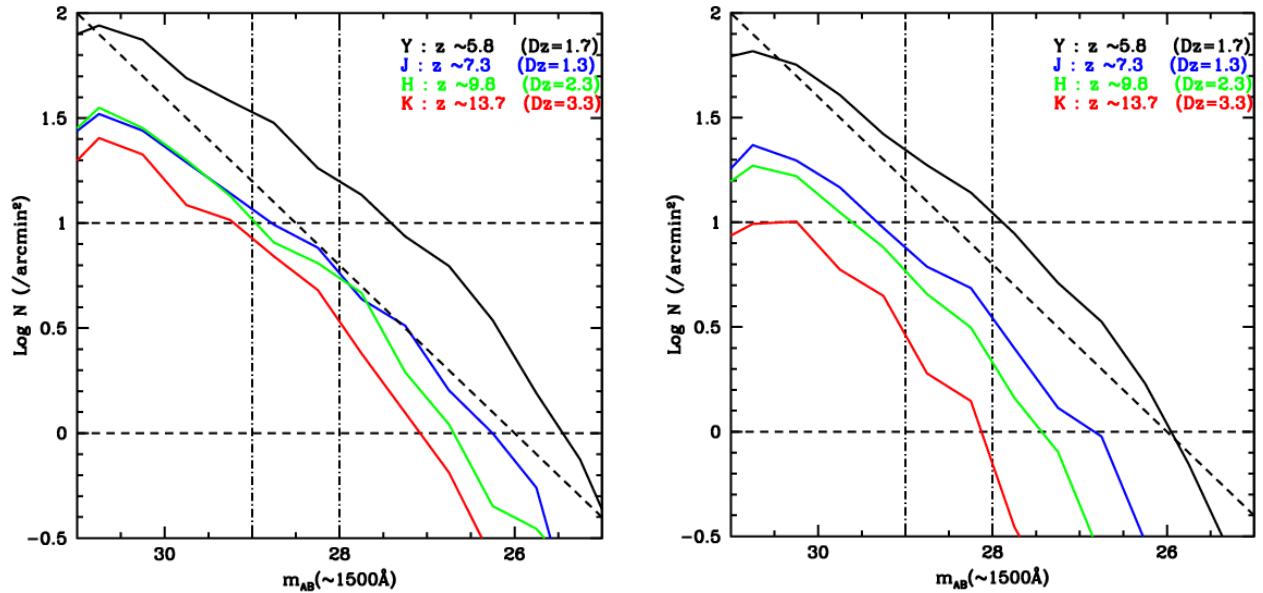 Y : z ~5.8 (Dz=1.7)
J : z ~7.3 (Dz=1.3)
H : z ~9.8 (Dz=2.3)
K : z ~13.7 (Dz=3.3)
2
1.5
1
0.5
0
-0.5
Log N (/arcmin²)
30
28
26
m_AB(~1500Å)
Y : z ~5.8 (Dz=1.7)
J : z ~7.3 (Dz=1.3)
H : z ~9.8 (Dz=2.3)
K : z ~13.7 (Dz=3.3)
2
1.5
1
0.5
0
-0.5
Log N (/arcmin²)
30
28
26
m_AB(~1500Å)